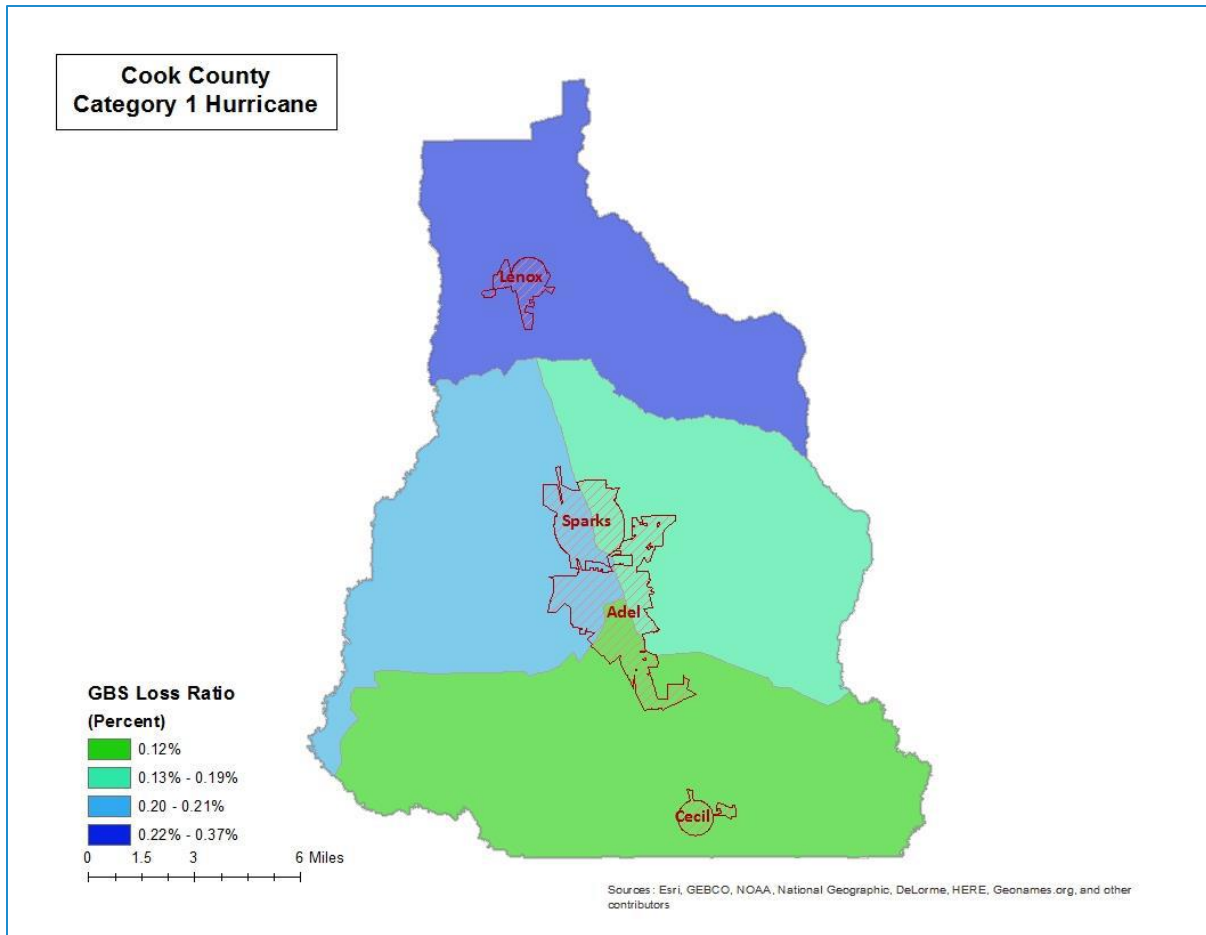 Cook County
Category 1 Hurricane
Lenox
Sparks
Adel
Cecil
GBS Loss Ratio
(Percent)
0.12%
0.13% - 0.19%
0.20 - 0.21%
0.22% - 0.37%
0 1.5 3 6 Miles
Sources: Esri, GEBCO, NOAA, National Geographic, DeLorme, HERE, Geonames.org, and other
contributors